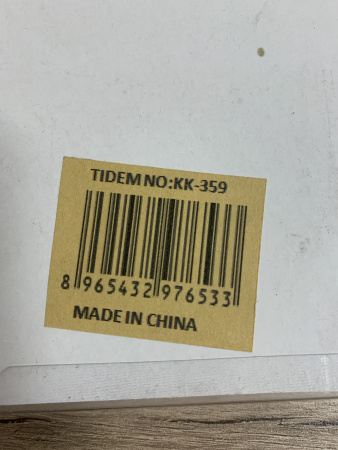 TIDEM NO:KK-359
8 965432 976533
MADE IN CHINA